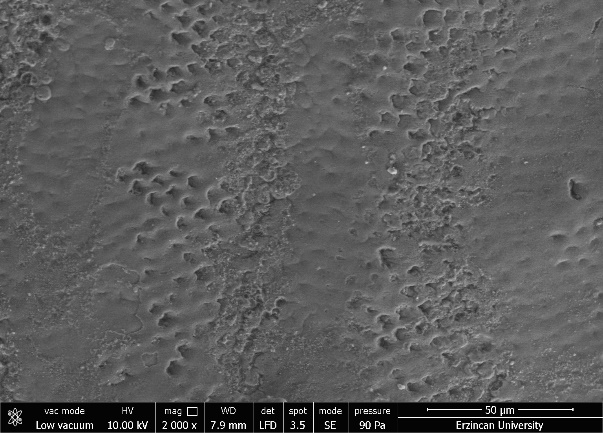 vac mode HV mag WD det spot mode pressure 50 µm
Low vacuum 10.00 kV 2 000 x 7.9 mm LFD 3.5 SE 90 Pa Erzincan University